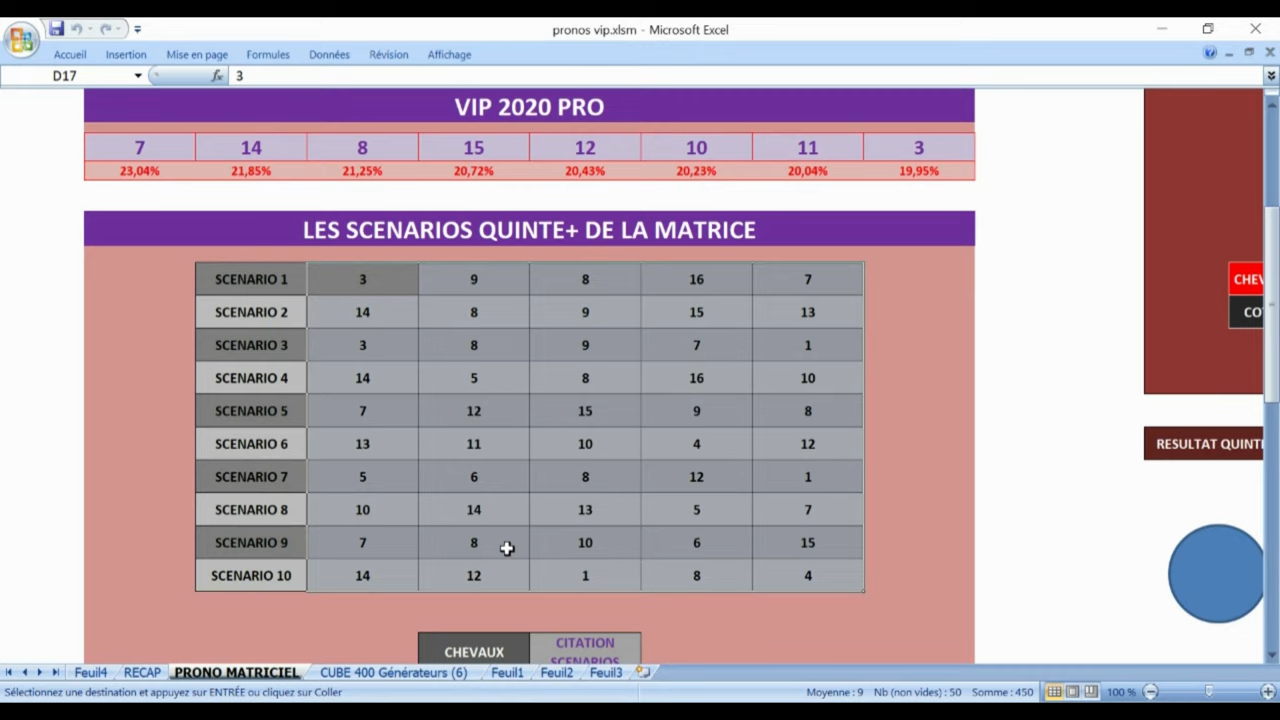 pronos vip.xlsm - Microsoft Excel
Accueil Insertion Mise en page Formules Données Révision Affichage
D17 fx 3
VIP 2020 PRO
7 14 8 15 12 10 11 3
23,04% 21,85% 21,25% 20,72% 20,43% 20,23% 20,04% 19,95%
LES SCENARIOS QUINTE+ DE LA MATRICE
SCENARIO 1 3 9 8 16 7
CHEV
SCENARIO 2 14 8 9 15 13
CO
SCENARIO 3 3 8 9 7 1
SCENARIO 4 14 5 8 16 10
SCENARIO 5 7 12 15 9 8
SCENARIO 6 13 11 10 4 12
RESULTAT QUINT
SCENARIO 7 5 6 8 12 1
SCENARIO 8 10 14 13 5 7
SCENARIO 9 7 8 10 6 15
SCENARIO 10 14 12 1 8 4
CHEVAUX CITATION
SCENARIOS
Feuil4 RECAP PRONO MATRICIEL CUBE 400 Générateurs (6) Feuil1 Feuil2 Feuil3
Sélectionnez une destination et appuyez sur ENTRÉE ou cliquez sur Coller Moyenne : 9 Nb (non vides) : 50 Somme : 450 100 %